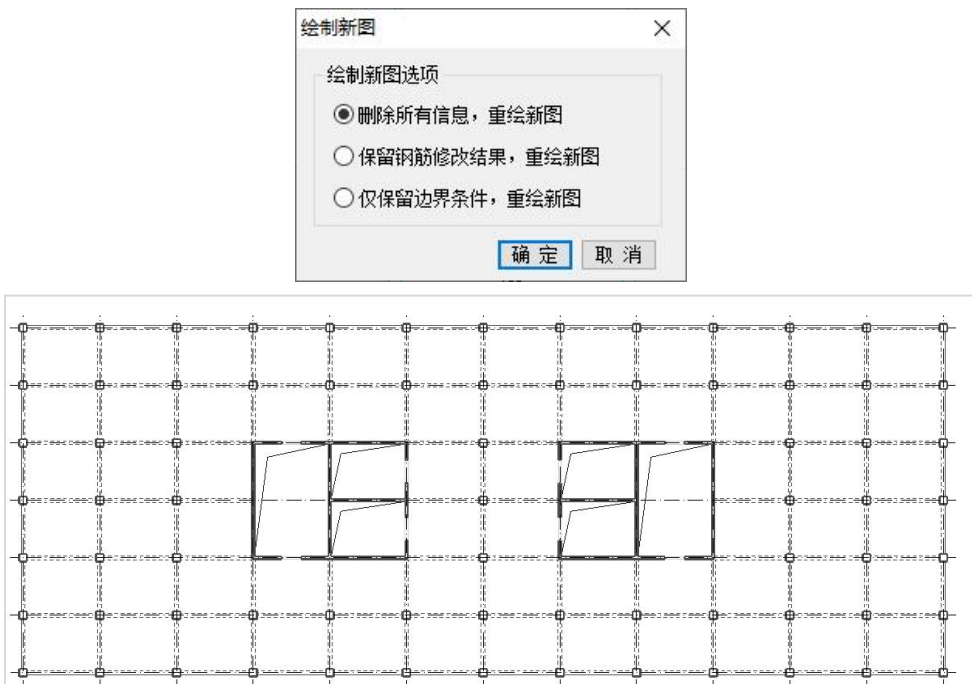 绘制新图
绘制新图选项
删除所有信息，重绘新图
保留钢筋修改结果，重绘新图
仅保留边界条件，重绘新图
确 定
取 消